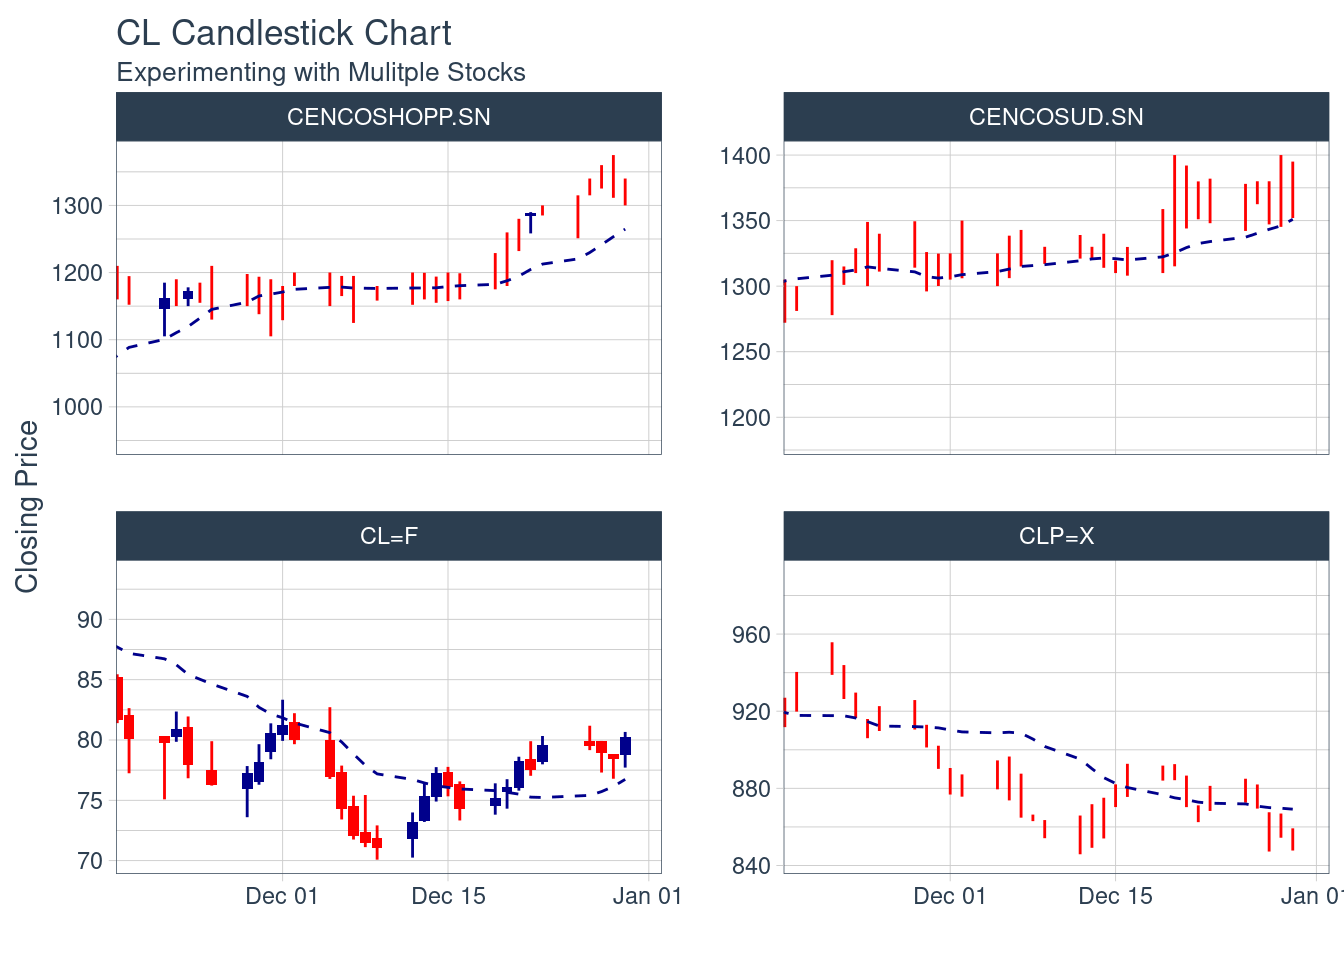 CL Candlestick Chart
Experimenting with Mulitple Stocks
CENCOSHOPP.SN
CENCOSUD.SN
1300
1200
1100
1000
1400
1350
1300
1250
1200
Closing Price
CL=F
CLP=X
90
85
80
75
70
960
920
880
840
Dec 01 Dec 15 Jan 01
Dec 01 Dec 15 Jan 01